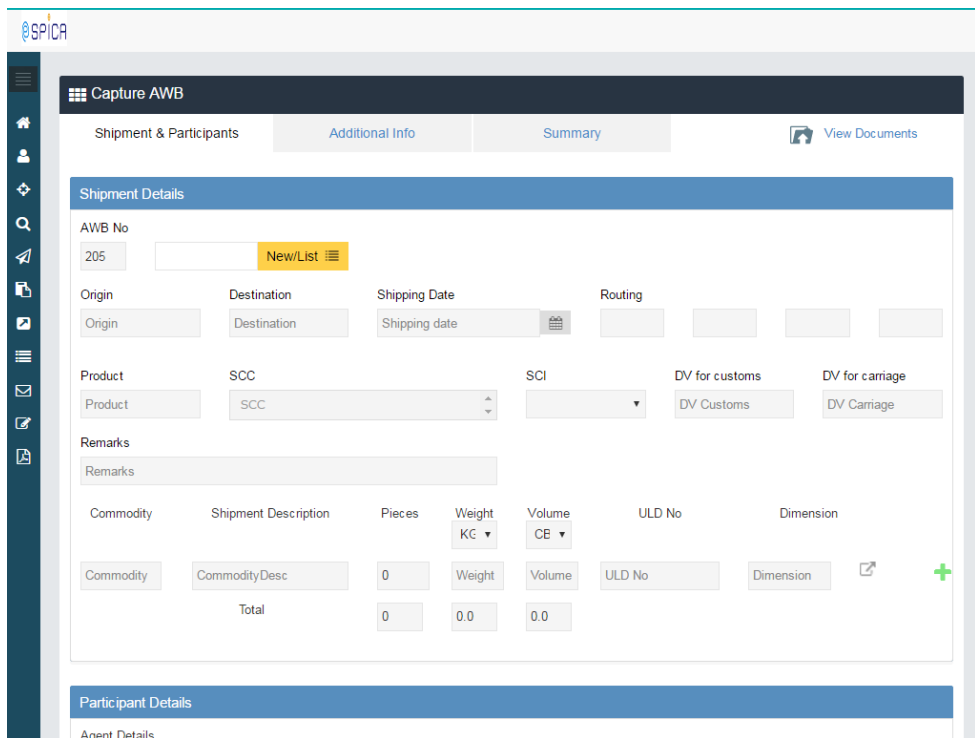 eSPICA
Capture AWB
Shipment & Participants Additional Info Summary View Documents
Shipment Details
AWB No
205 New/List
Origin Destination Shipping Date Routing
Origin Destination Shipping date
Product SCC SCI DV for customs DV for carriage
Product SCC DV Customs DV Carriage
Remarks
Remarks
Commodity Shipment Description Pieces Weight Volume ULD No Dimension
KG CB
Commodity CommodityDesc 0 Weight Volume ULD No Dimension
Total 0 0.0 0.0
Participant Details
Agent Details